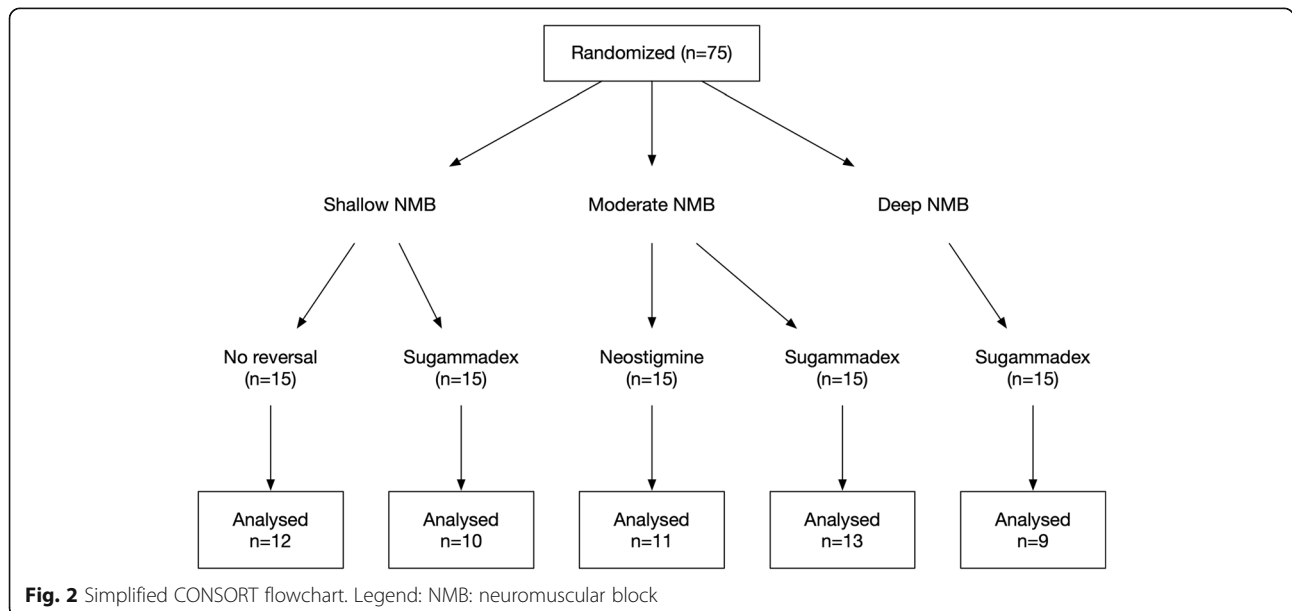 Randomized (n=75)
Shallow NMB
Moderate NMB
Deep NMB
No reversal
(n=15)
Sugammadex
(n=15)
Neostigmine
(n=15)
Sugammadex
(n=15)
Sugammadex
(n=15)
Analysed
n=12
Analysed
n=10
Analysed
n=11
Analysed
n=13
Analysed
n=9
Fig. 2 Simplified CONSORT flowchart. Legend: NMB: neuromuscular block